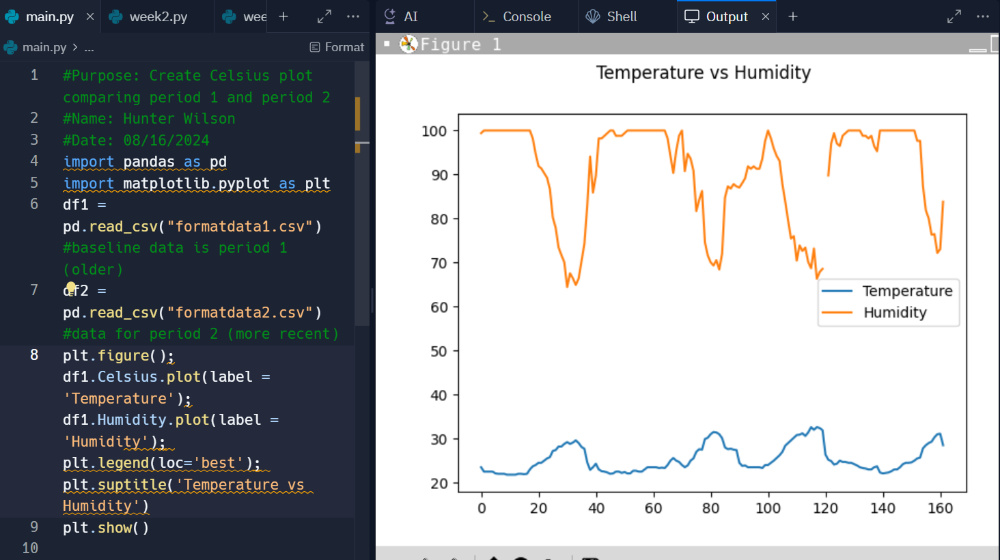 main.py × week2.py wee + ...
AI Console Shell Output × + ...
main.py > ... Format
1 #Purpose: Create Celsius plot
comparing period 1 and period 2
2 #Name: Hunter Wilson
3 #Date: 08/16/2024
4 import pandas as pd
5 import matplotlib.pyplot as plt
6 df1 =
pd.read_csv("formatdata1.csv")
#baseline data is period 1
(older)
7 df2 =
pd.read_csv("formatdata2.csv")
#data for period 2 (more recent)
8 plt.figure();
df1.Celsius.plot(label =
'Temperature');
df1.Humidity.plot(label =
'Humidity');
plt.legend(loc='best');
plt.suptitle('Temperature vs
Humidity')
9 plt.show()
10
Figure 1
Temperature vs Humidity
100
90
80
70
60
50
40
30
20
Temperature
Humidity
0 20 40 60 80 100 120 140 160